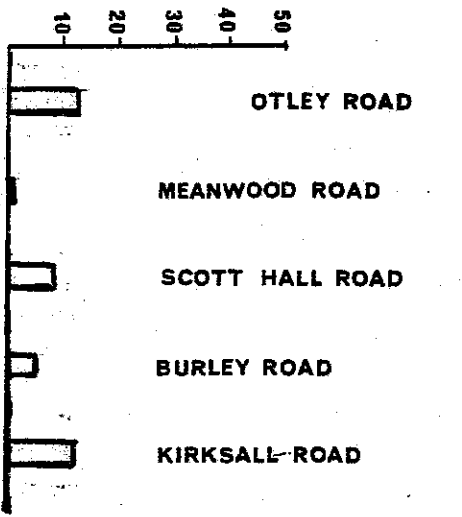 10
20
30
40
50
OTLEY ROAD
MEANWOOD ROAD
SCOTT HALL ROAD
BURLEY ROAD
KIRKSALL ROAD